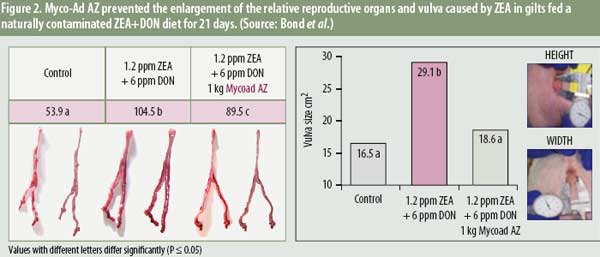 Figure 2. Myco-Ad AZ prevented the enlargement of the relative reproductive organs and vulva caused by ZEA in gilts fed a
naturally contaminated ZEA+DON diet for 21 days. (Source: Bond et al.)
Control
1.2 ppm ZEA
+ 6 ppm DON
1.2 ppm ZEA
+ 6 ppm DON
1 kg Mycoad AZ
53.9 a
104.5 b
89.5 c
Vulva size cm2
30
25
20
15
10
16.5 a
29.1 b
18.6 a
Control
1.2 ppm ZEA
+ 6 ppm DON
1.2 ppm ZEA
+ 6 ppm DON
1 kg Mycoad AZ
HEIGHT
WIDTH
Values with different letters differ significantly (P ≤ 0.05)